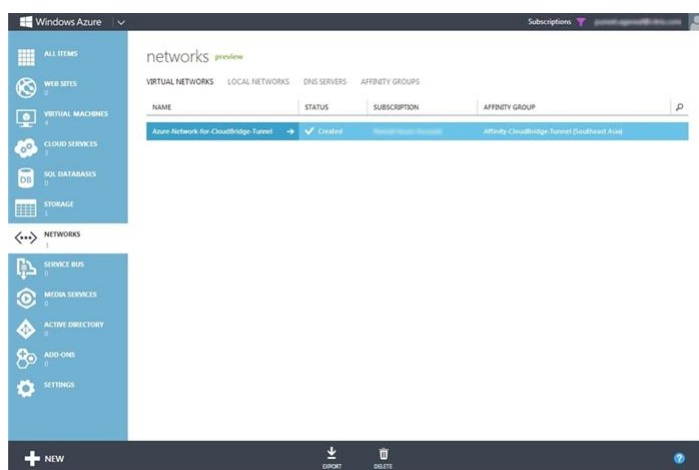 Windows Azure
Subscriptions
ALL ITEMS
WEB SITES
0
VIRTUAL MACHINES
4
CLOUD SERVICES
3
SQL DATABASES
0
STORAGE
1
NETWORKS
1
SERVICE BUS
0
MEDIA SERVICES
0
ACTIVE DIRECTORY
0
ADD-ONS
0
SETTINGS
networks preview
VIRTUAL NETWORKS LOCAL NETWORKS DNS SERVERS AFFINITY GROUPS
NAME STATUS SUBSCRIPTION AFFINITY GROUP
Azure-Network-for-CloudBridge-Tunnel Created Affinity-CloudBridge-Tunnel (Southeast Asia)
NEW
EXPORT
DELETE
?